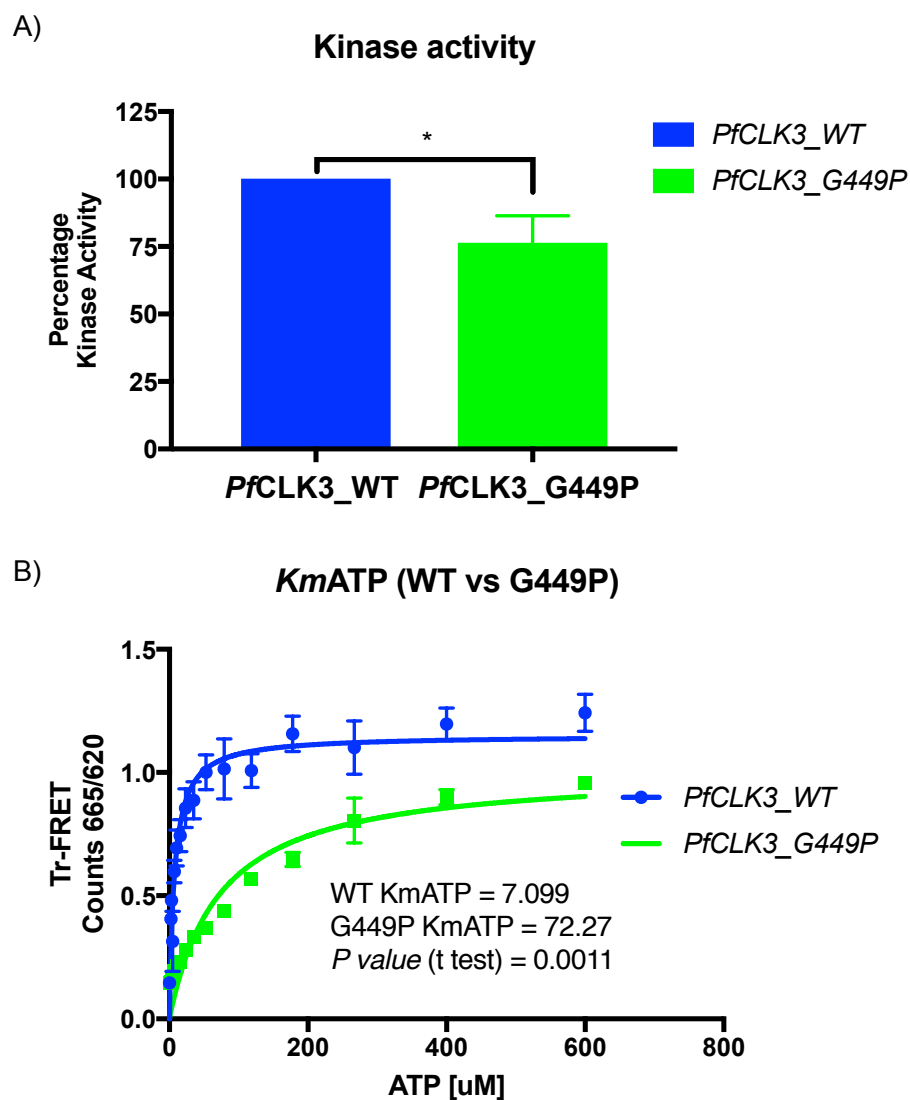 A)
Kinase activity
Percentage
Kinase Activity
125
100
75
50
25
0
*
PfCLK3_WT
PfCLK3_G449P
PfCLK3_WT PfCLK3_G449P
B)
KmATP (WT vs G449P)
Tr-FRET
Counts 665/620
1.5
1.0
0.5
0.0
PfCLK3_WT
PfCLK3_G449P
WT KmATP = 7.099
G449P KmATP = 72.27
P value (t test) = 0.0011
0 200 400 600 800
ATP [uM]